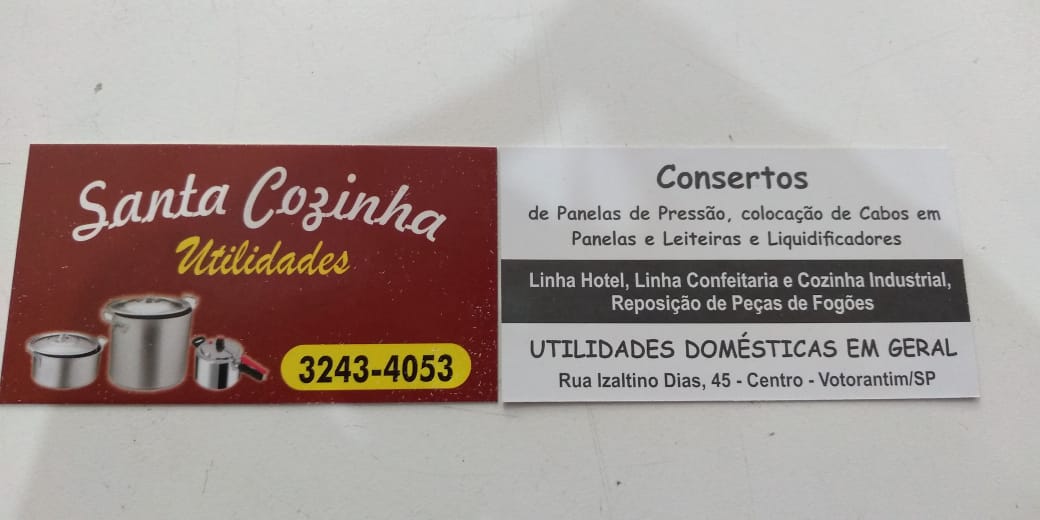 Santa Cozinha
Utilidades
3243-4053
Consertos
de Panelas de Pressão, colocação de Cabos em
Panelas e Leiteiras e Liquidificadores
Linha Hotel, Linha Confeitaria e Cozinha Industrial,
Reposição de Peças de Fogões
UTILIDADES DOMÉSTICAS EM GERAL
Rua Izaltino Dias, 45 - Centro - Votorantim/SP